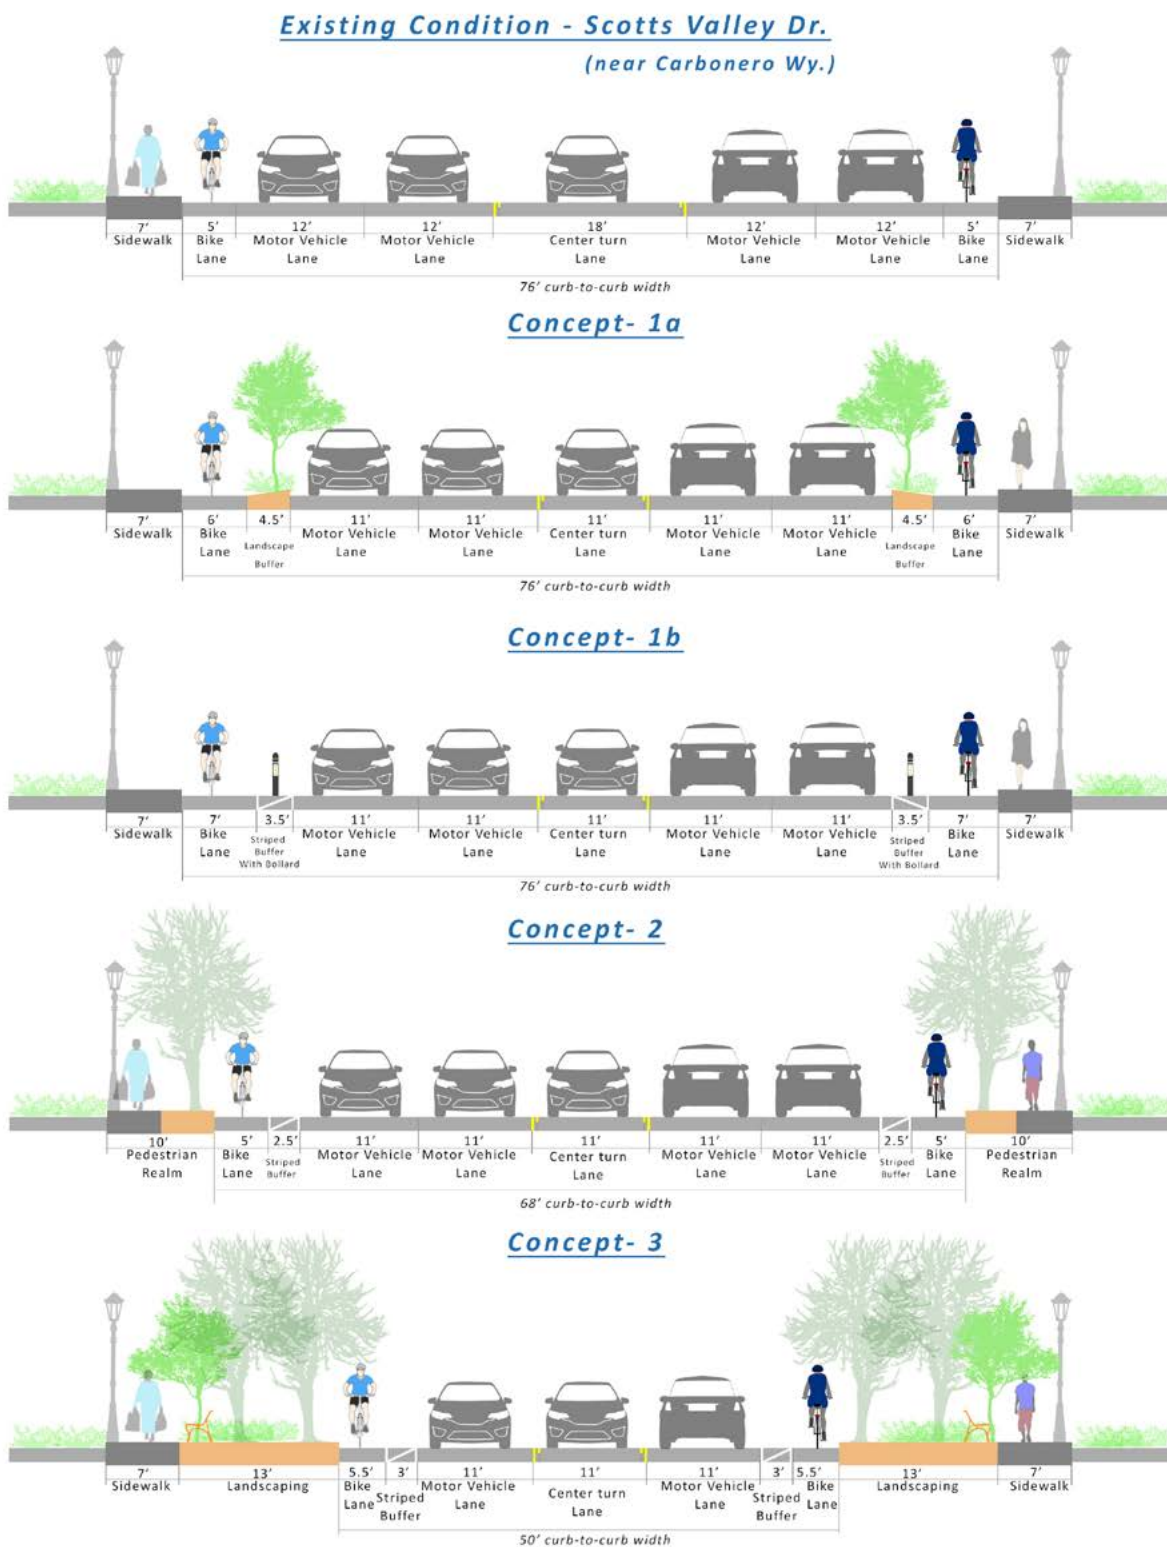 Existing Condition - Scotts Valley Dr.
(near Carbonero Wy.)
7' 5' 12' 12' 18' 12' 12' 5' 7'
Sidewalk Bike Motor Vehicle Motor Vehicle Center turn Motor Vehicle Motor Vehicle Bike Sidewalk
Lane Lane Lane Lane Lane Lane Lane
76' curb-to-curb width
Concept- 1a
7' 6' 4.5' 11' 11' 11' 11' 11' 4.5' 6' 7'
Sidewalk Bike Motor Vehicle Motor Vehicle Center turn Motor Vehicle Motor Vehicle Bike Sidewalk
Lane Landscape Lane Lane Lane Lane Lane Landscape Lane
Buffer Buffer
76' curb-to-curb width
Concept- 1b
7' 7' 3.5' 11' 11' 11' 11' 11' 3.5' 7' 7'
Sidewalk Bike Striped Motor Vehicle Motor Vehicle Center turn Motor Vehicle Motor Vehicle Striped Bike Sidewalk
Lane Buffer Lane Lane Lane Lane Lane Buffer Lane
With Bollard With Bollard
76' curb-to-curb width
Concept- 2
10' 5' 2.5' 11' 11' 11' 11' 11' 2.5' 5' 10'
Pedestrian Bike Striped Motor Vehicle Motor Vehicle Center turn Motor Vehicle Motor Vehicle Striped Bike Pedestrian
Realm Lane Buffer Lane Lane Lane Lane Lane Buffer Lane Realm
68' curb-to-curb width
Concept- 3
7' 13' 5.5' 3' 11' 11' 11' 3' 5.5' 13' 7'
Sidewalk Landscaping Bike Motor Vehicle Center turn Motor Vehicle Bike Landscaping Sidewalk
Lane Striped Lane Lane Lane Striped Lane
Buffer Buffer
50' curb-to-curb width